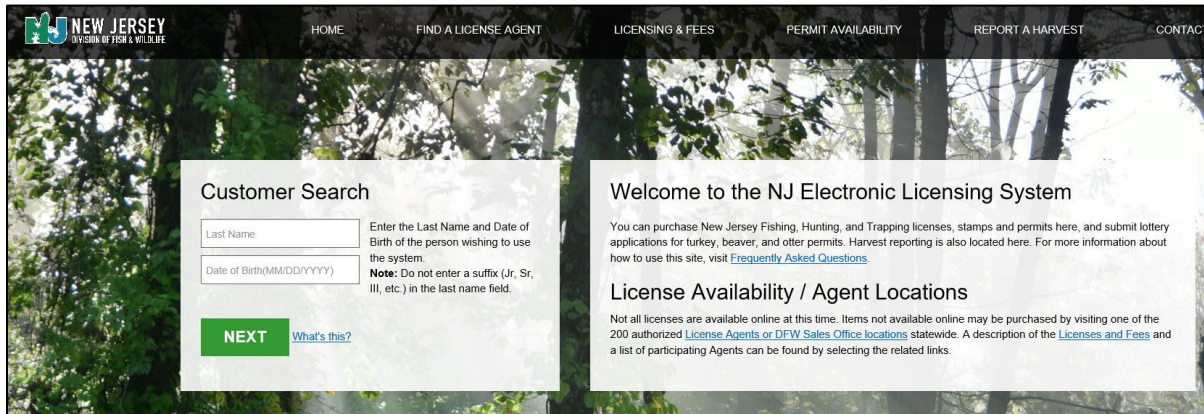 NEW JERSEY
DIVISION OF FISH & WILDLIFE
HOME
FIND A LICENSE AGENT
LICENSING & FEES
PERMIT AVAILABILITY
REPORT A HARVEST
CONTAC
Customer Search
Last Name
Date of Birth(MM/DD/YYYY)
Enter the Last Name and Date of
Birth of the person wishing to use
the system.
Note: Do not enter a suffix (Jr, Sr,
III, etc.) in the last name field.
NEXT
What's this?
Welcome to the NJ Electronic Licensing System
You can purchase New Jersey Fishing, Hunting, and Trapping licenses, stamps and permits here, and submit lottery
applications for turkey, beaver, and otter permits. Harvest reporting is also located here. For more information about
how to use this site, visit Frequently Asked Questions.
License Availability / Agent Locations
Not all licenses are available online at this time. Items not available online may be purchased by visiting one of the
200 authorized License Agents or DFW Sales Office locations statewide. A description of the Licenses and Fees and
a list of participating Agents can be found by selecting the related links.